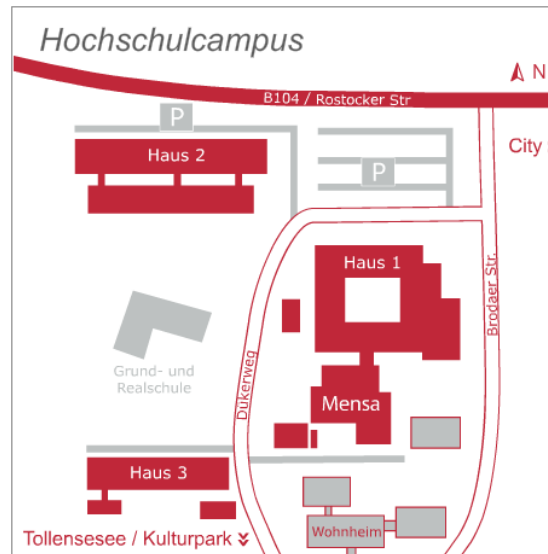 Hochschulcampus
N
B104 / Rostocker Str
P
Haus 2
City
P
Haus 1
Brodaer Str.
Grund- und
Realschule
Dükerweg
Mensa
Haus 3
Wohnheim
Tollensesee / Kulturpark